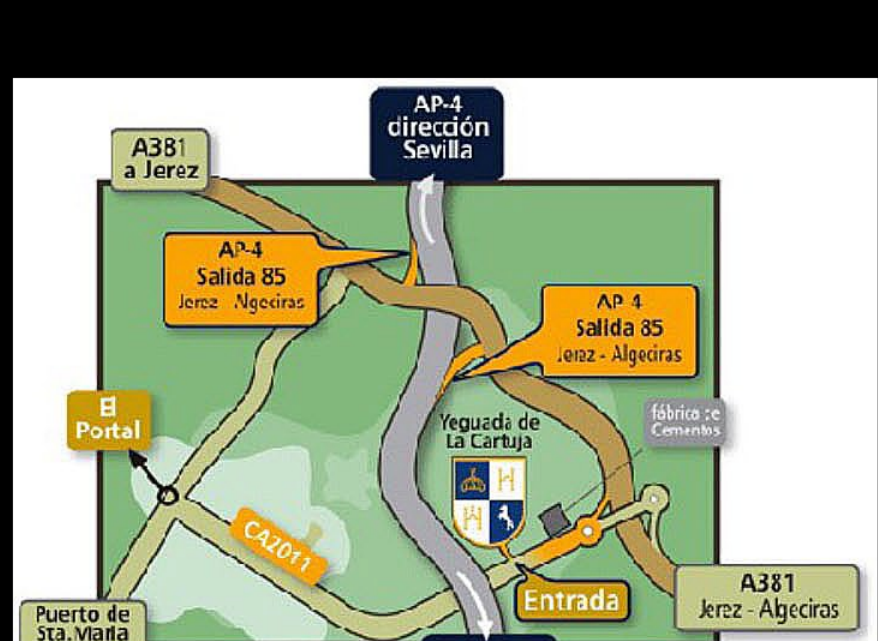 AP-4
dirección
Sevilla
A381
a Jerez
AP-4
Salida 85
Jerez - Algeciras
AP-4
Salida 85
Jerez - Algeciras
El
Portal
Yeguada de
La Cartuja
fábrica de
Cementos
CA2011
Entrada
A381
Jerez - Algeciras
Puerto de
Sta. María